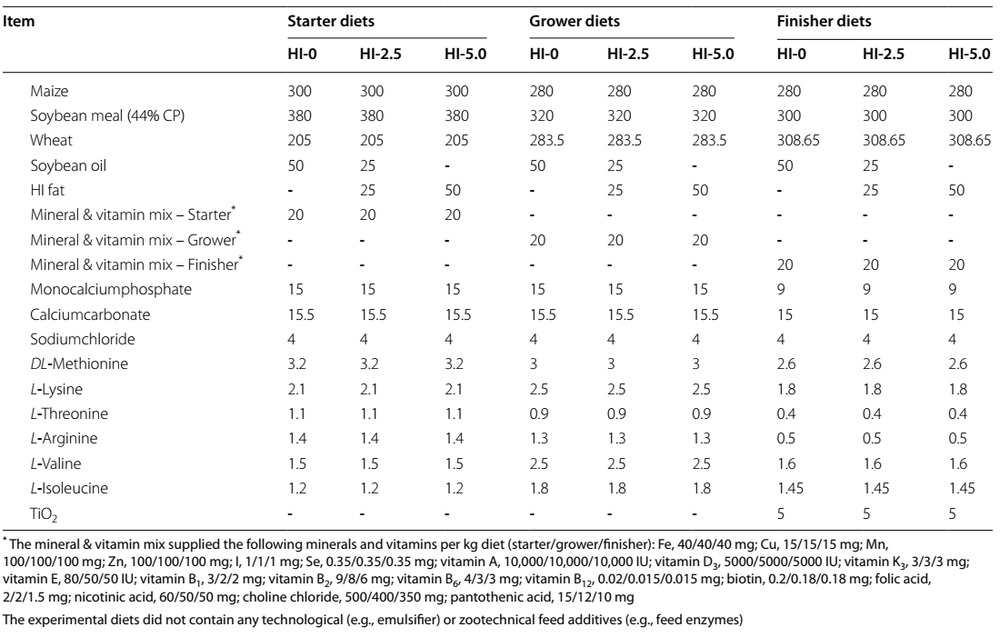 Item Starter diets Grower diets Finisher diets
HI-0 HI-2.5 HI-5.0 HI-0 HI-2.5 HI-5.0 HI-0 HI-2.5 HI-5.0
Maize 300 300 300 280 280 280 280 280 280
Soybean meal (44% CP) 380 380 380 320 320 320 300 300 300
Wheat 205 205 205 283.5 283.5 283.5 308.65 308.65 308.65
Soybean oil 50 25 - 50 25 - 50 25 -
HI fat - 25 50 - 25 50 - 25 50
Mineral & vitamin mix – Starter* 20 20 20 - - - - - -
Mineral & vitamin mix – Grower* - - - 20 20 20 - - -
Mineral & vitamin mix – Finisher* - - - - - - 20 20 20
Monocalciumphosphate 15 15 15 15 15 15 9 9 9
Calciumcarbonate 15.5 15.5 15.5 15.5 15.5 15.5 15 15 15
Sodiumchloride 4 4 4 4 4 4 4 4 4
DL-Methionine 3.2 3.2 3.2 3 3 3 2.6 2.6 2.6
L-Lysine 2.1 2.1 2.1 2.5 2.5 2.5 1.8 1.8 1.8
L-Threonine 1.1 1.1 1.1 0.9 0.9 0.9 0.4 0.4 0.4
L-Arginine 1.4 1.4 1.4 1.3 1.3 1.3 0.5 0.5 0.5
L-Valine 1.5 1.5 1.5 2.5 2.5 2.5 1.6 1.6 1.6
L-Isoleucine 1.2 1.2 1.2 1.8 1.8 1.8 1.45 1.45 1.45
TiO2 - - - - - - 5 5 5
* The mineral & vitamin mix supplied the following minerals and vitamins per kg diet (starter/grower/finisher): Fe, 40/40/40 mg; Cu, 15/15/15 mg; Mn,
100/100/100 mg; Zn, 100/100/100 mg; I, 1/1/1 mg; Se, 0.35/0.35/0.35 mg; vitamin A, 10,000/10,000/10,000 IU; vitamin D3, 5000/5000/5000 IU; vitamin K3, 3/3/3 mg;
vitamin E, 80/50/50 IU; vitamin B1, 3/2/2 mg; vitamin B2, 9/8/6 mg; vitamin B6, 4/3/3 mg; vitamin B12, 0.02/0.015/0.015 mg; biotin, 0.2/0.18/0.18 mg; folic acid,
2/2/1.5 mg; nicotinic acid, 60/50/50 mg; choline chloride, 500/400/350 mg; pantothenic acid, 15/12/10 mg
The experimental diets did not contain any technological (e.g., emulsifier) or zootechnical feed additives (e.g., feed enzymes)